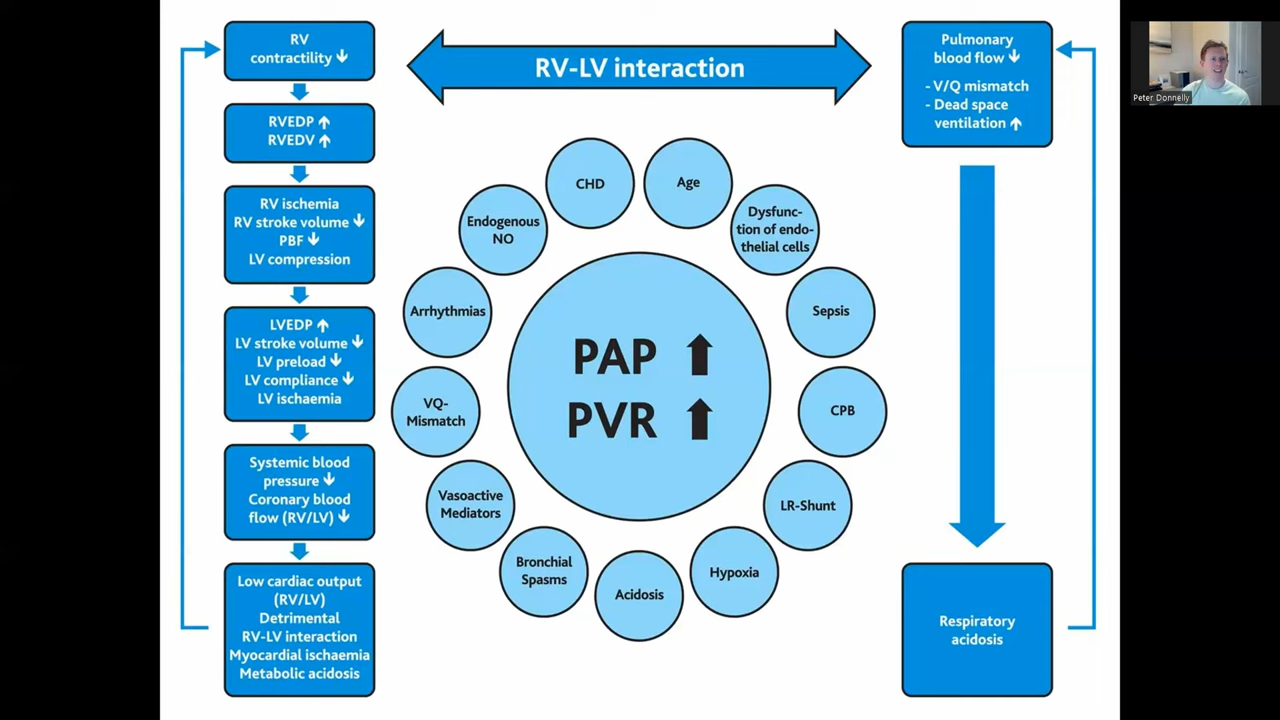 RV
contractility ↓
RVEDP ↑
RVEDV ↑
RV ischemia
RV stroke volume ↓
PBF ↓
LV compression
LVEDP ↑
LV stroke volume ↓
LV preload ↓
LV compliance ↓
LV ischaemia
Systemic blood
pressure ↓
Coronary blood
flow (RV/LV) ↓
Low cardiac output
(RV/LV)
Detrimental
RV-LV interaction
Myocardial ischaemia
Metabolic acidosis
RV-LV interaction
CHD
Age
Dysfunc-
tion of endo-
thelial cells
Sepsis
CPB
LR-Shunt
Hypoxia
Acidosis
Bronchial
Spasms
Vasoactive
Mediators
VQ-
Mismatch
Arrhythmias
Endogenous
NO
PAP ↑
PVR ↑
Pulmonary
blood flow ↓
- V/Q mismatch
- Dead space
ventilation ↑
Respiratory
acidosis
Peter Donnelly